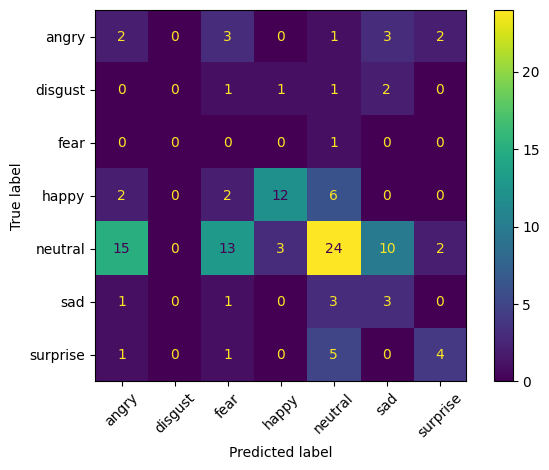 True label
angry 2 0 3 0 1 3 2
disgust 0 0 1 1 1 2 0
fear 0 0 0 0 1 0 0
happy 2 0 2 12 6 0 0
neutral 15 0 13 3 24 10 2
sad 1 0 1 0 3 3 0
surprise 1 0 1 0 5 0 4
angry disgust fear happy neutral sad surprise
Predicted label
20
15
10
5
0